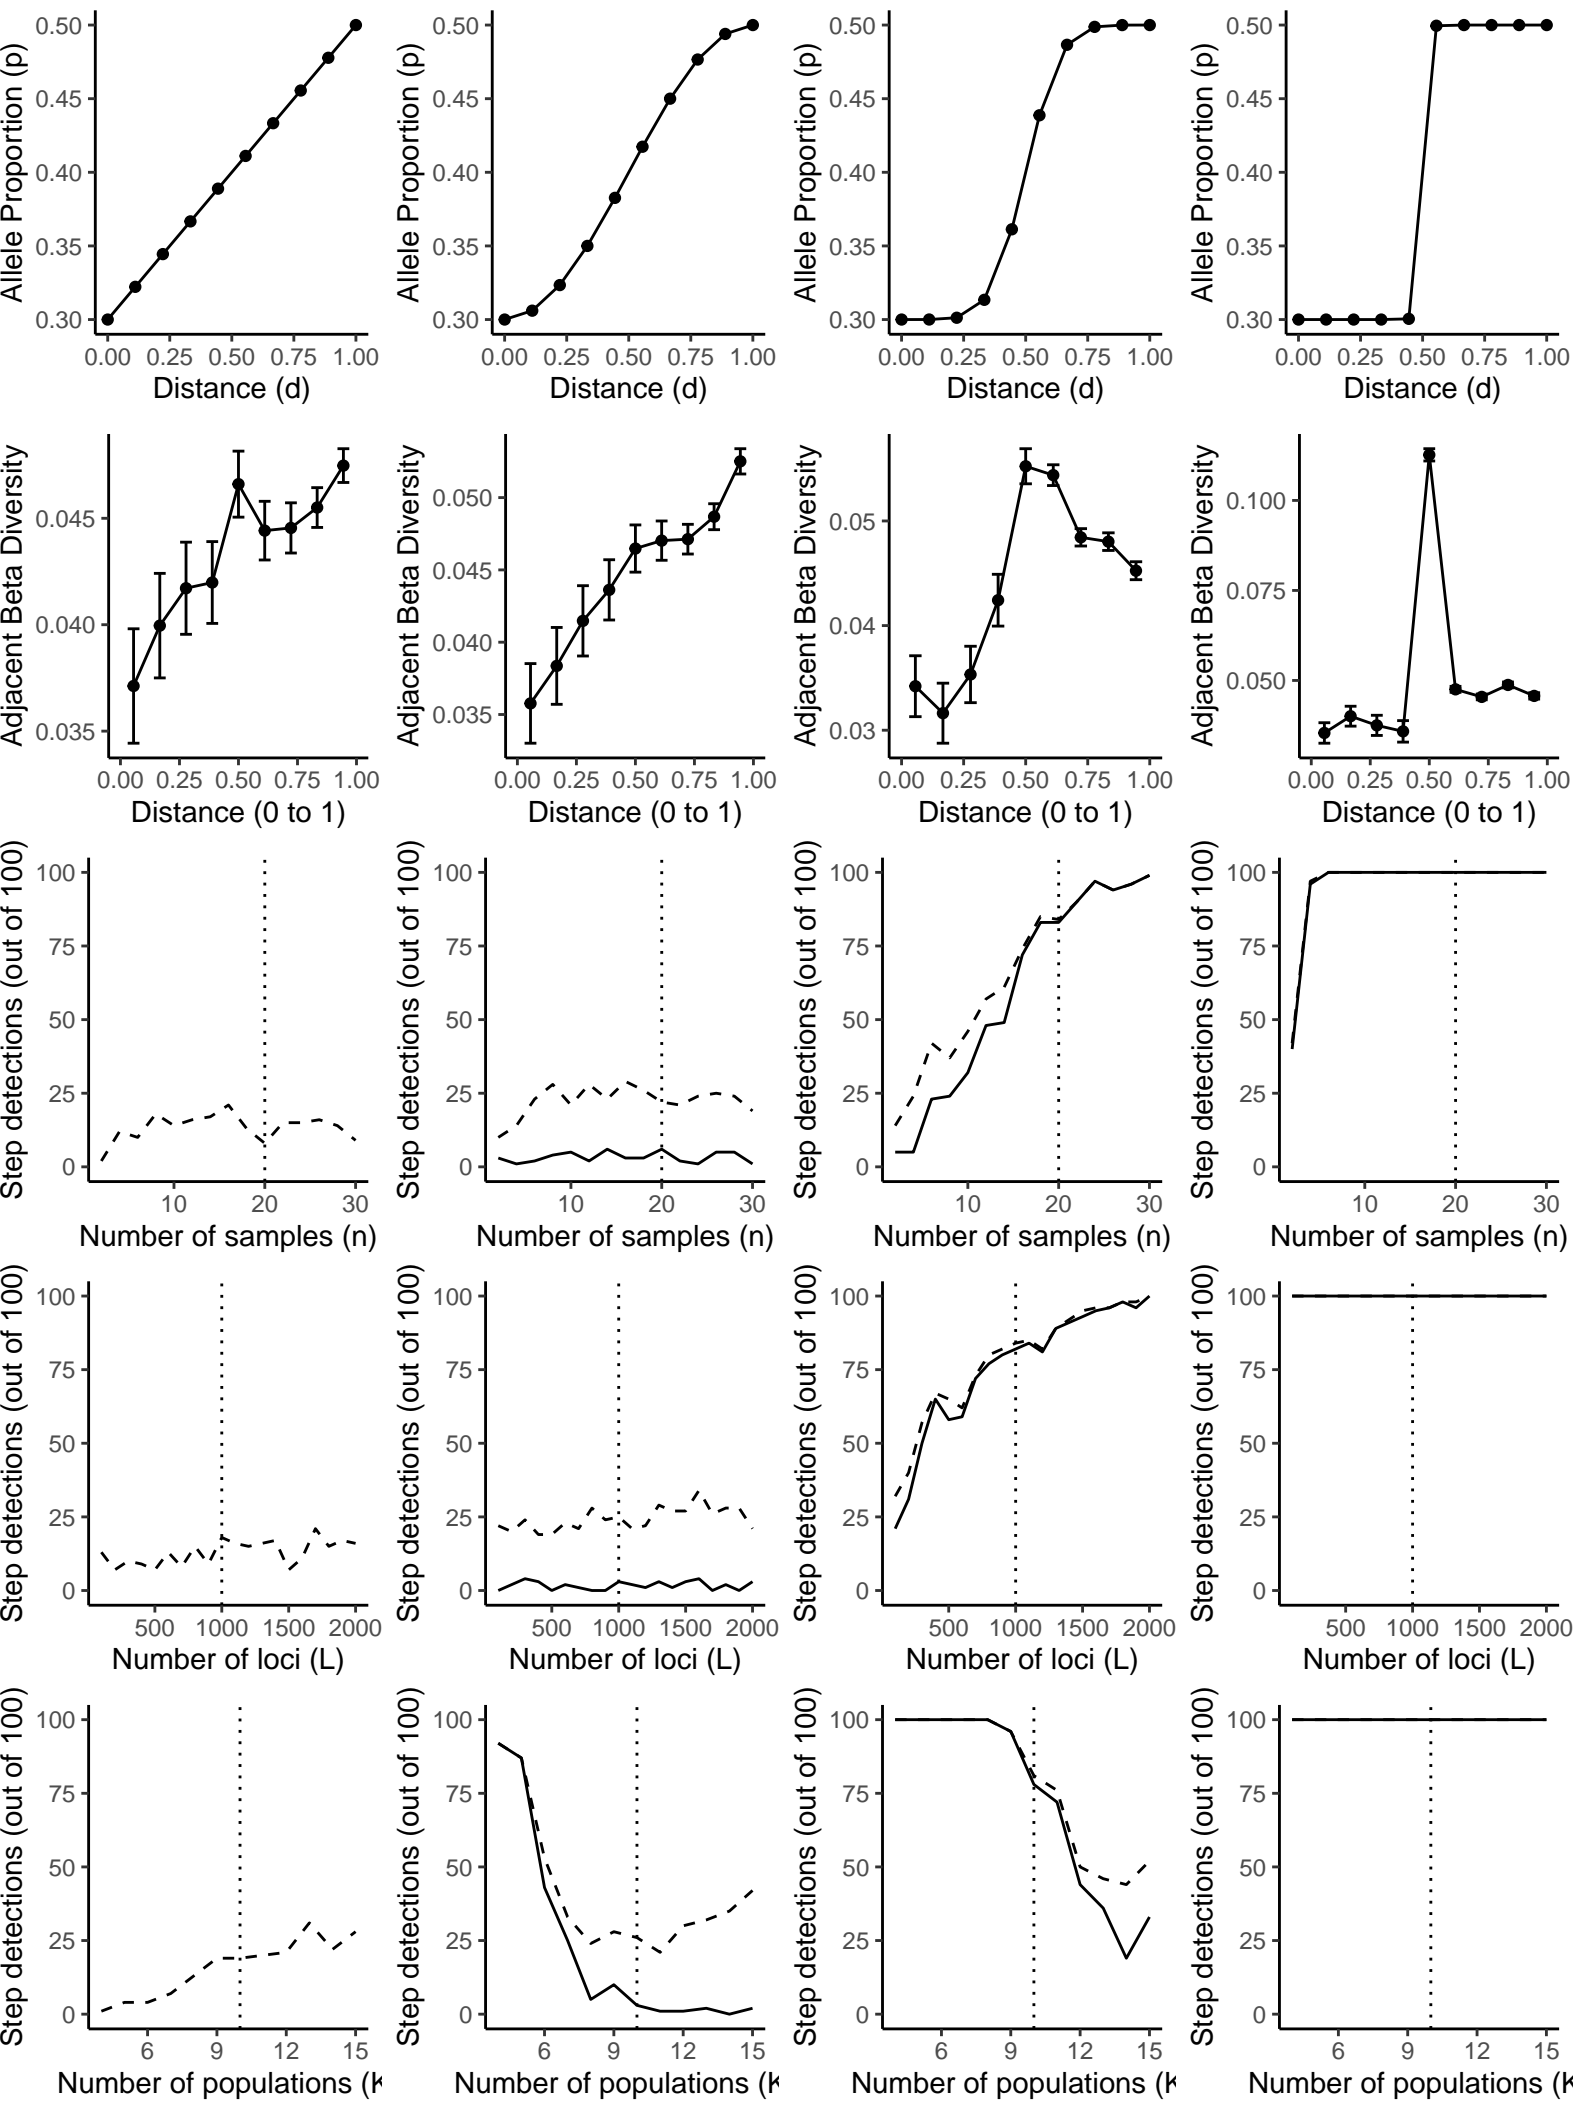 Allele Proportion (p)
0.50
0.45
0.40
0.35
0.30
0.00 0.25 0.50 0.75 1.00
Distance (d)
Allele Proportion (p)
0.50
0.45
0.40
0.35
0.30
0.00 0.25 0.50 0.75 1.00
Distance (d)
Allele Proportion (p)
0.50
0.45
0.40
0.35
0.30
0.00 0.25 0.50 0.75 1.00
Distance (d)
Allele Proportion (p)
0.50
0.45
0.40
0.35
0.30
0.00 0.25 0.50 0.75 1.00
Distance (d)
Adjacent Beta Diversity
0.045
0.040
0.035
0.00 0.25 0.50 0.75 1.00
Distance (0 to 1)
Adjacent Beta Diversity
0.050
0.045
0.040
0.035
0.00 0.25 0.50 0.75 1.00
Distance (0 to 1)
Adjacent Beta Diversity
0.05
0.04
0.03
0.00 0.25 0.50 0.75 1.00
Distance (0 to 1)
Adjacent Beta Diversity
0.100
0.075
0.050
0.00 0.25 0.50 0.75 1.00
Distance (0 to 1)
Step detections (out of 100)
100
75
50
25
0
10 20 30
Number of samples (n)
Step detections (out of 100)
100
75
50
25
0
10 20 30
Number of samples (n)
Step detections (out of 100)
100
75
50
25
0
10 20 30
Number of samples (n)
Step detections (out of 100)
100
75
50
25
0
10 20 30
Number of samples (n)
Step detections (out of 100)
100
75
50
25
0
500 1000 1500 2000
Number of loci (L)
Step detections (out of 100)
100
75
50
25
0
500 1000 1500 2000
Number of loci (L)
Step detections (out of 100)
100
75
50
25
0
500 1000 1500 2000
Number of loci (L)
Step detections (out of 100)
100
75
50
25
0
500 1000 1500 2000
Number of loci (L)
Step detections (out of 100)
100
75
50
25
0
6 9 12 15
Number of populations (K
Step detections (out of 100)
100
75
50
25
0
6 9 12 15
Number of populations (K
Step detections (out of 100)
100
75
50
25
0
6 9 12 15
Number of populations (K
Step detections (out of 100)
100
75
50
25
0
6 9 12 15
Number of populations (K